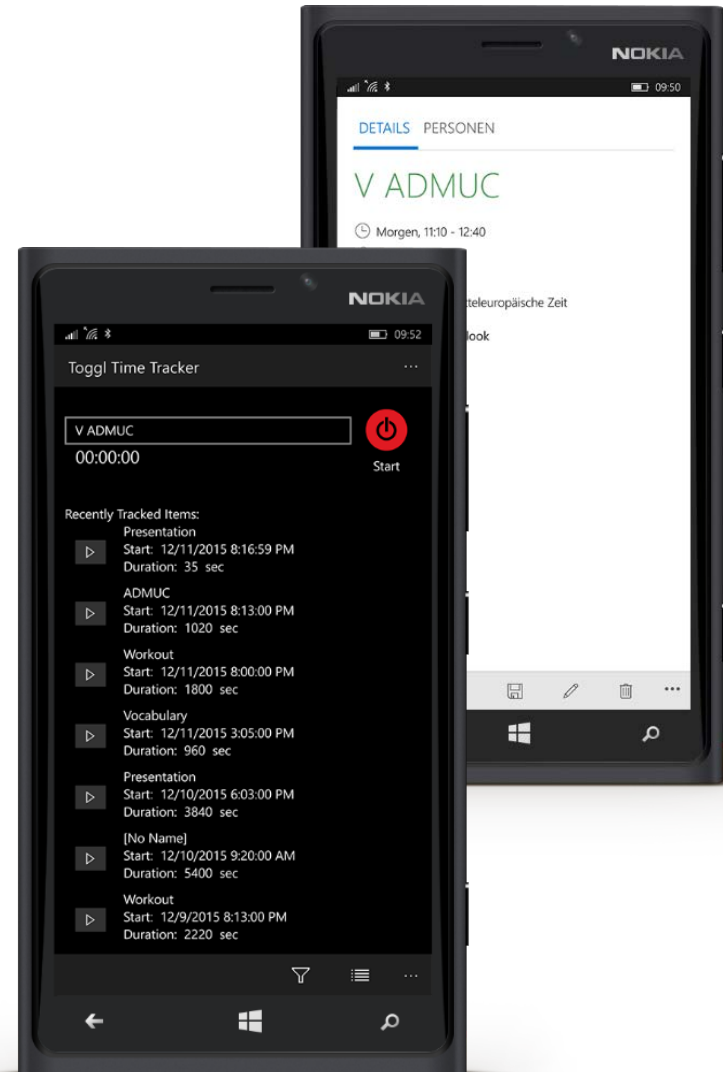 NOKIA
09:50
DETAILS PERSONEN
V ADMUC
Morgen, 11:10 - 12:40
teleuropäische Zeit
look
NOKIA
09:52
Toggl Time Tracker
V ADMUC
00:00:00
Start
Recently Tracked Items:
Presentation
Start: 12/11/2015 8:16:59 PM
Duration: 35 sec
ADMUC
Start: 12/11/2015 8:13:00 PM
Duration: 1020 sec
Workout
Start: 12/11/2015 8:00:00 PM
Duration: 1800 sec
Vocabulary
Start: 12/11/2015 3:05:00 PM
Duration: 960 sec
Presentation
Start: 12/10/2015 6:03:00 PM
Duration: 3840 sec
[No Name]
Start: 12/10/2015 9:20:00 AM
Duration: 5400 sec
Workout
Start: 12/9/2015 8:13:00 PM
Duration: 2220 sec